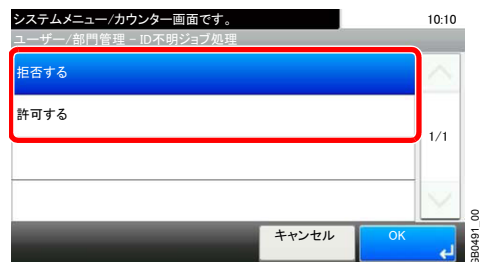 システムメニュー/カウンター画面です。 10:10
ユーザー/部門管理 - ID不明ジョブ処理
拒否する
許可する
1/1
キャンセル OK
GB0491_00